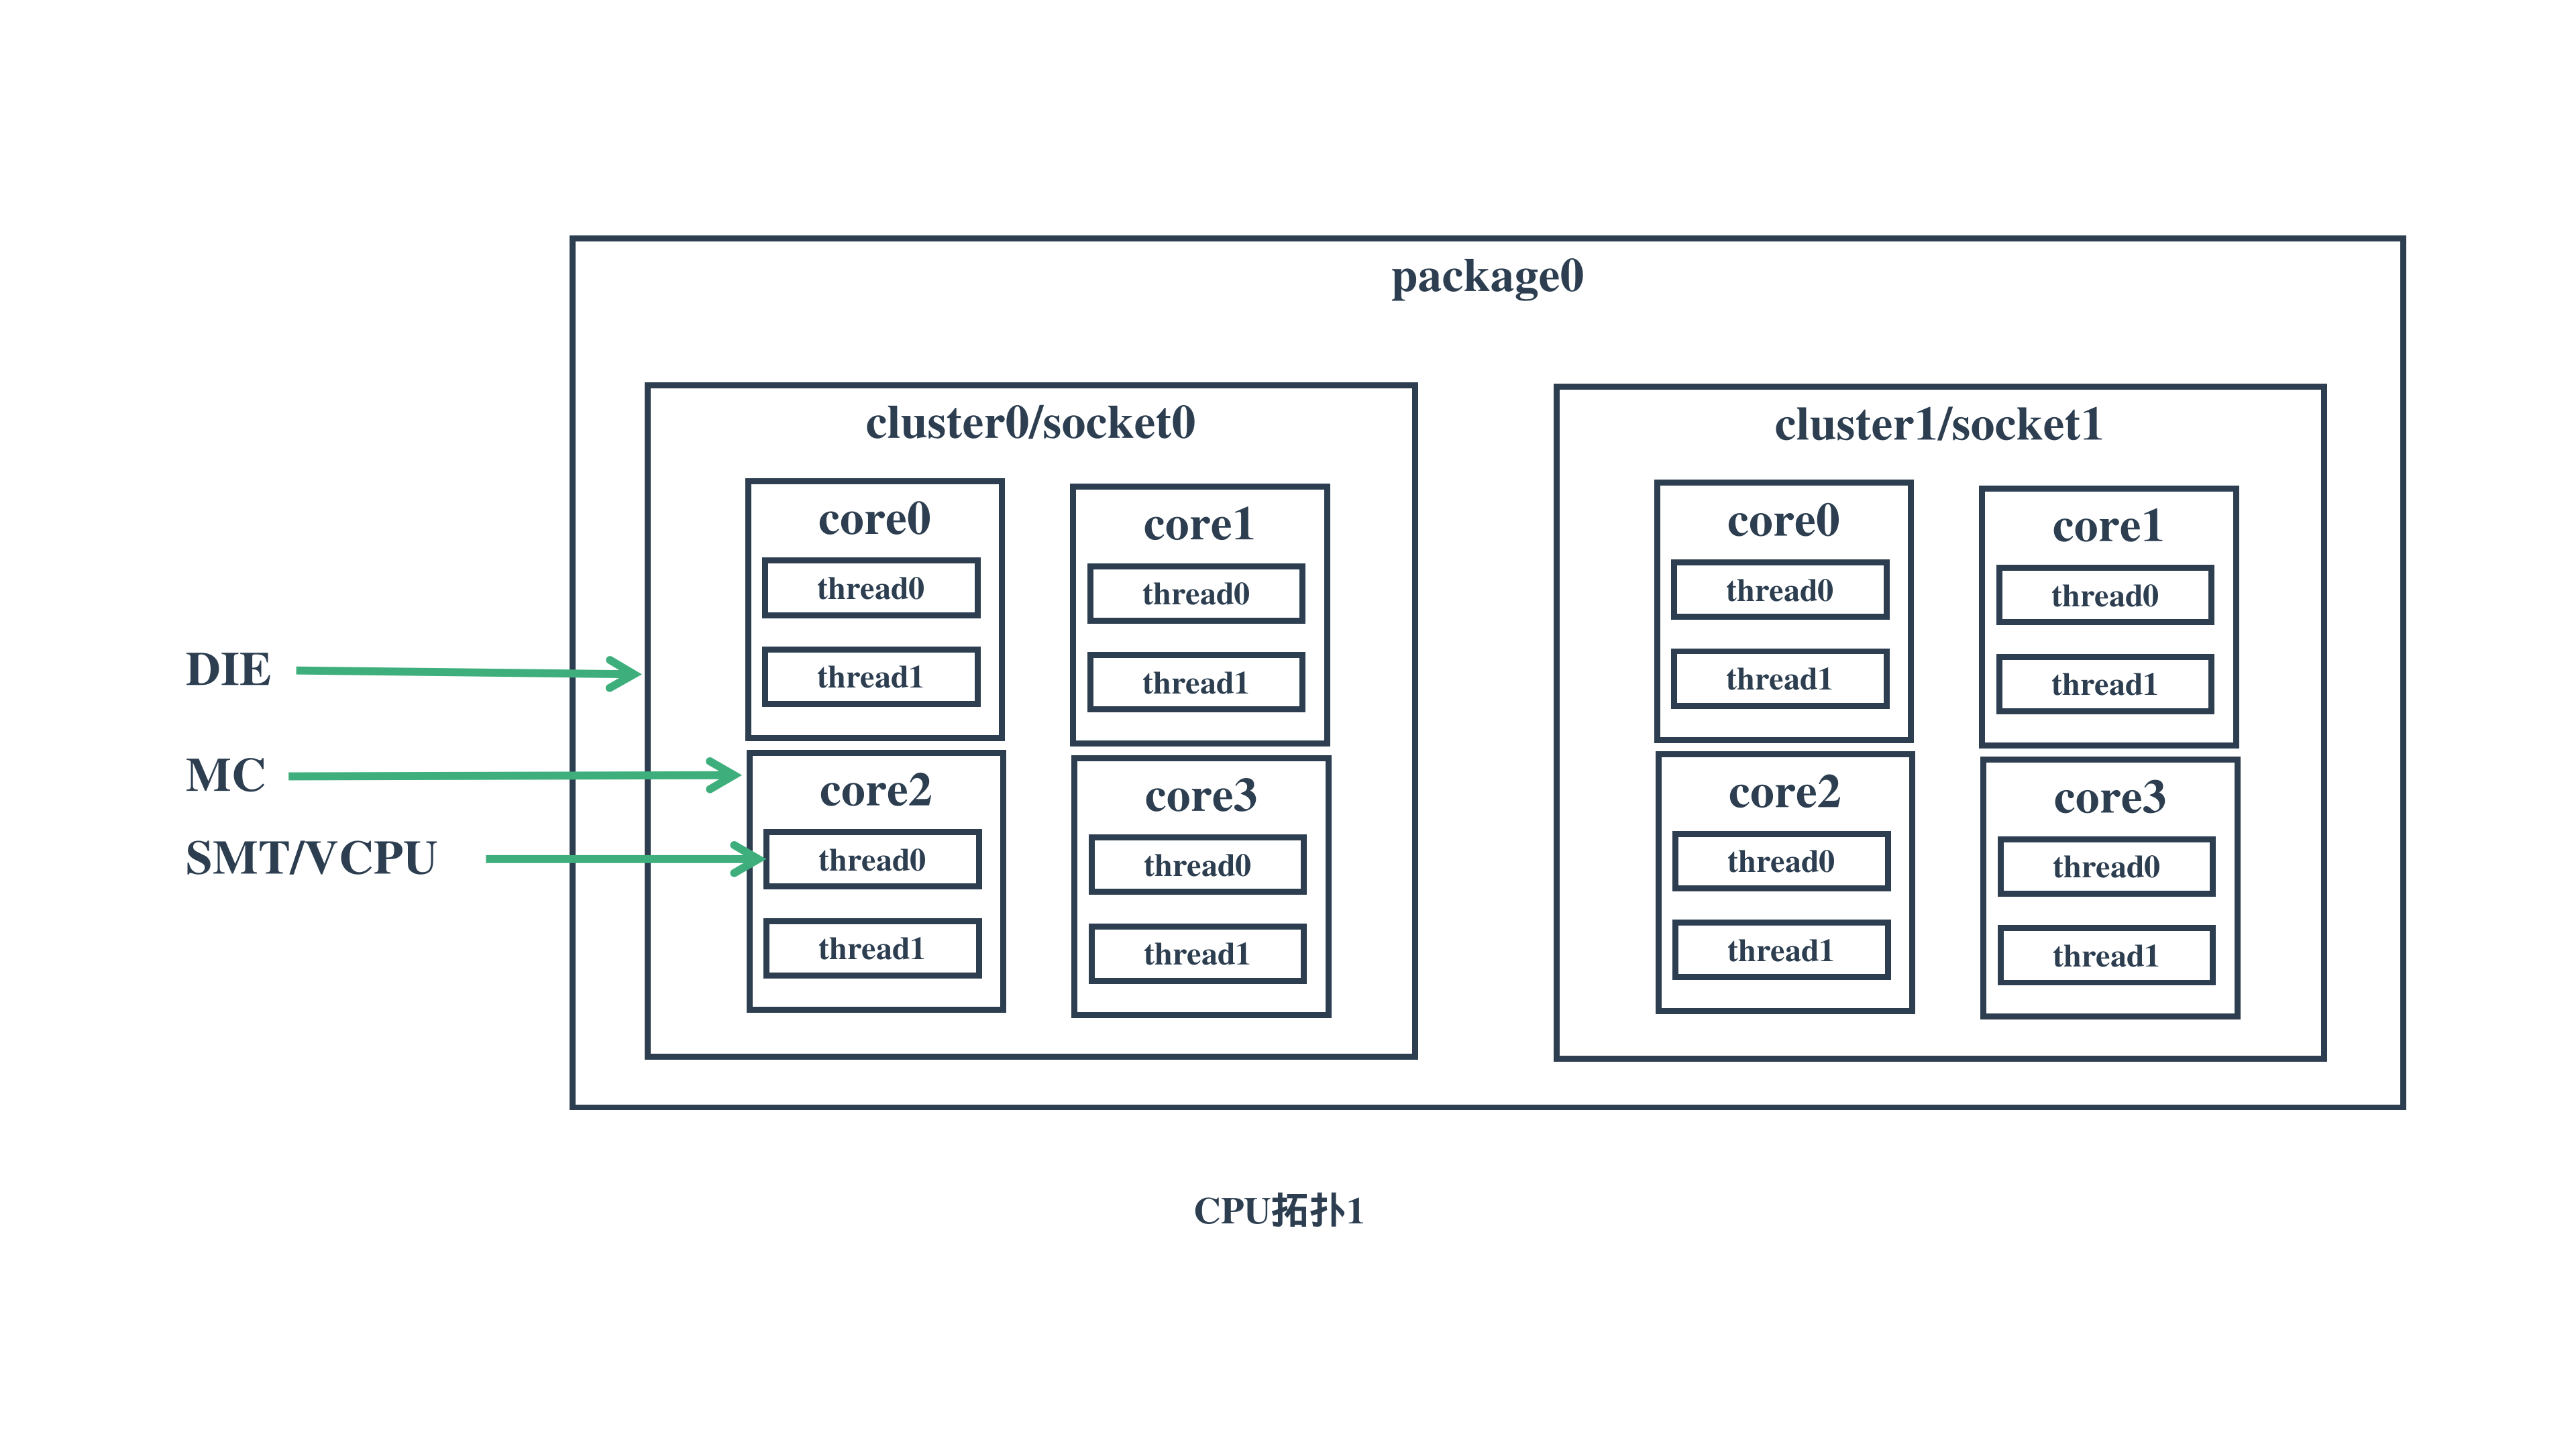 package0
cluster0/socket0
core0
thread0
thread1
core1
thread0
thread1
core2
thread0
thread1
core3
thread0
thread1
cluster1/socket1
core0
thread0
thread1
core1
thread0
thread1
core2
thread0
thread1
core3
thread0
thread1
DIE
MC
SMT/VCPU
CPU拓扑1